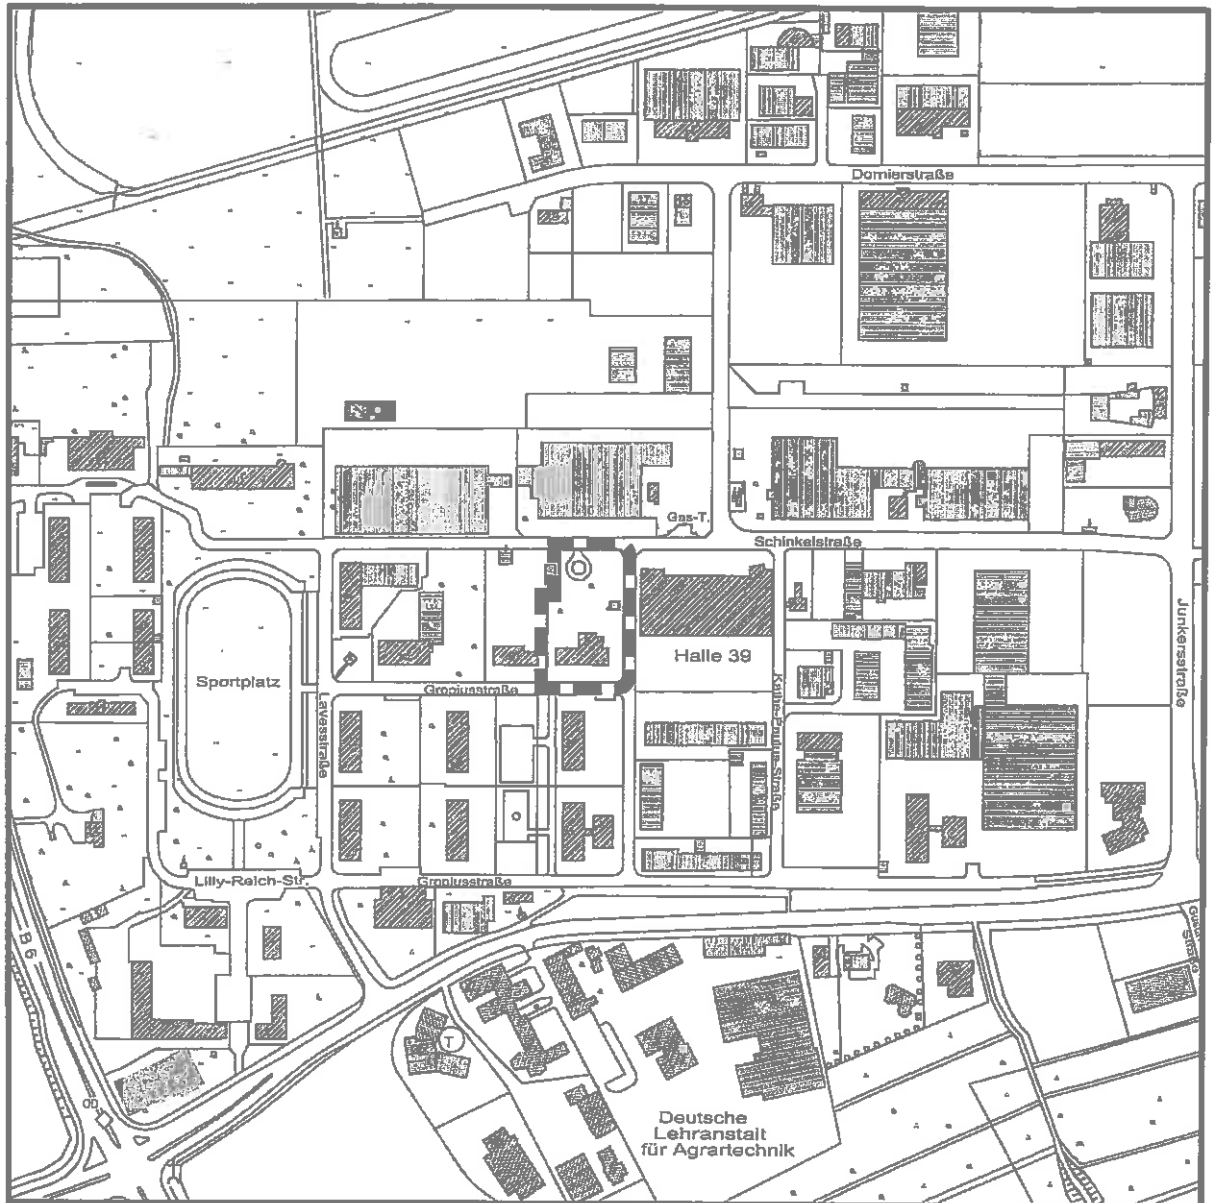 Dornierstraße
Gas-T.
Schinkelstraße
Halle 39
Junkersstraße
Sportplatz
Gropiusstraße
Lavesstraße
Käthe-Paulus-Straße
Lilly-Reich-Str.
Gropiusstraße
B 6
T
OD
Deutsche
Lehranstalt
für Agrartechnik